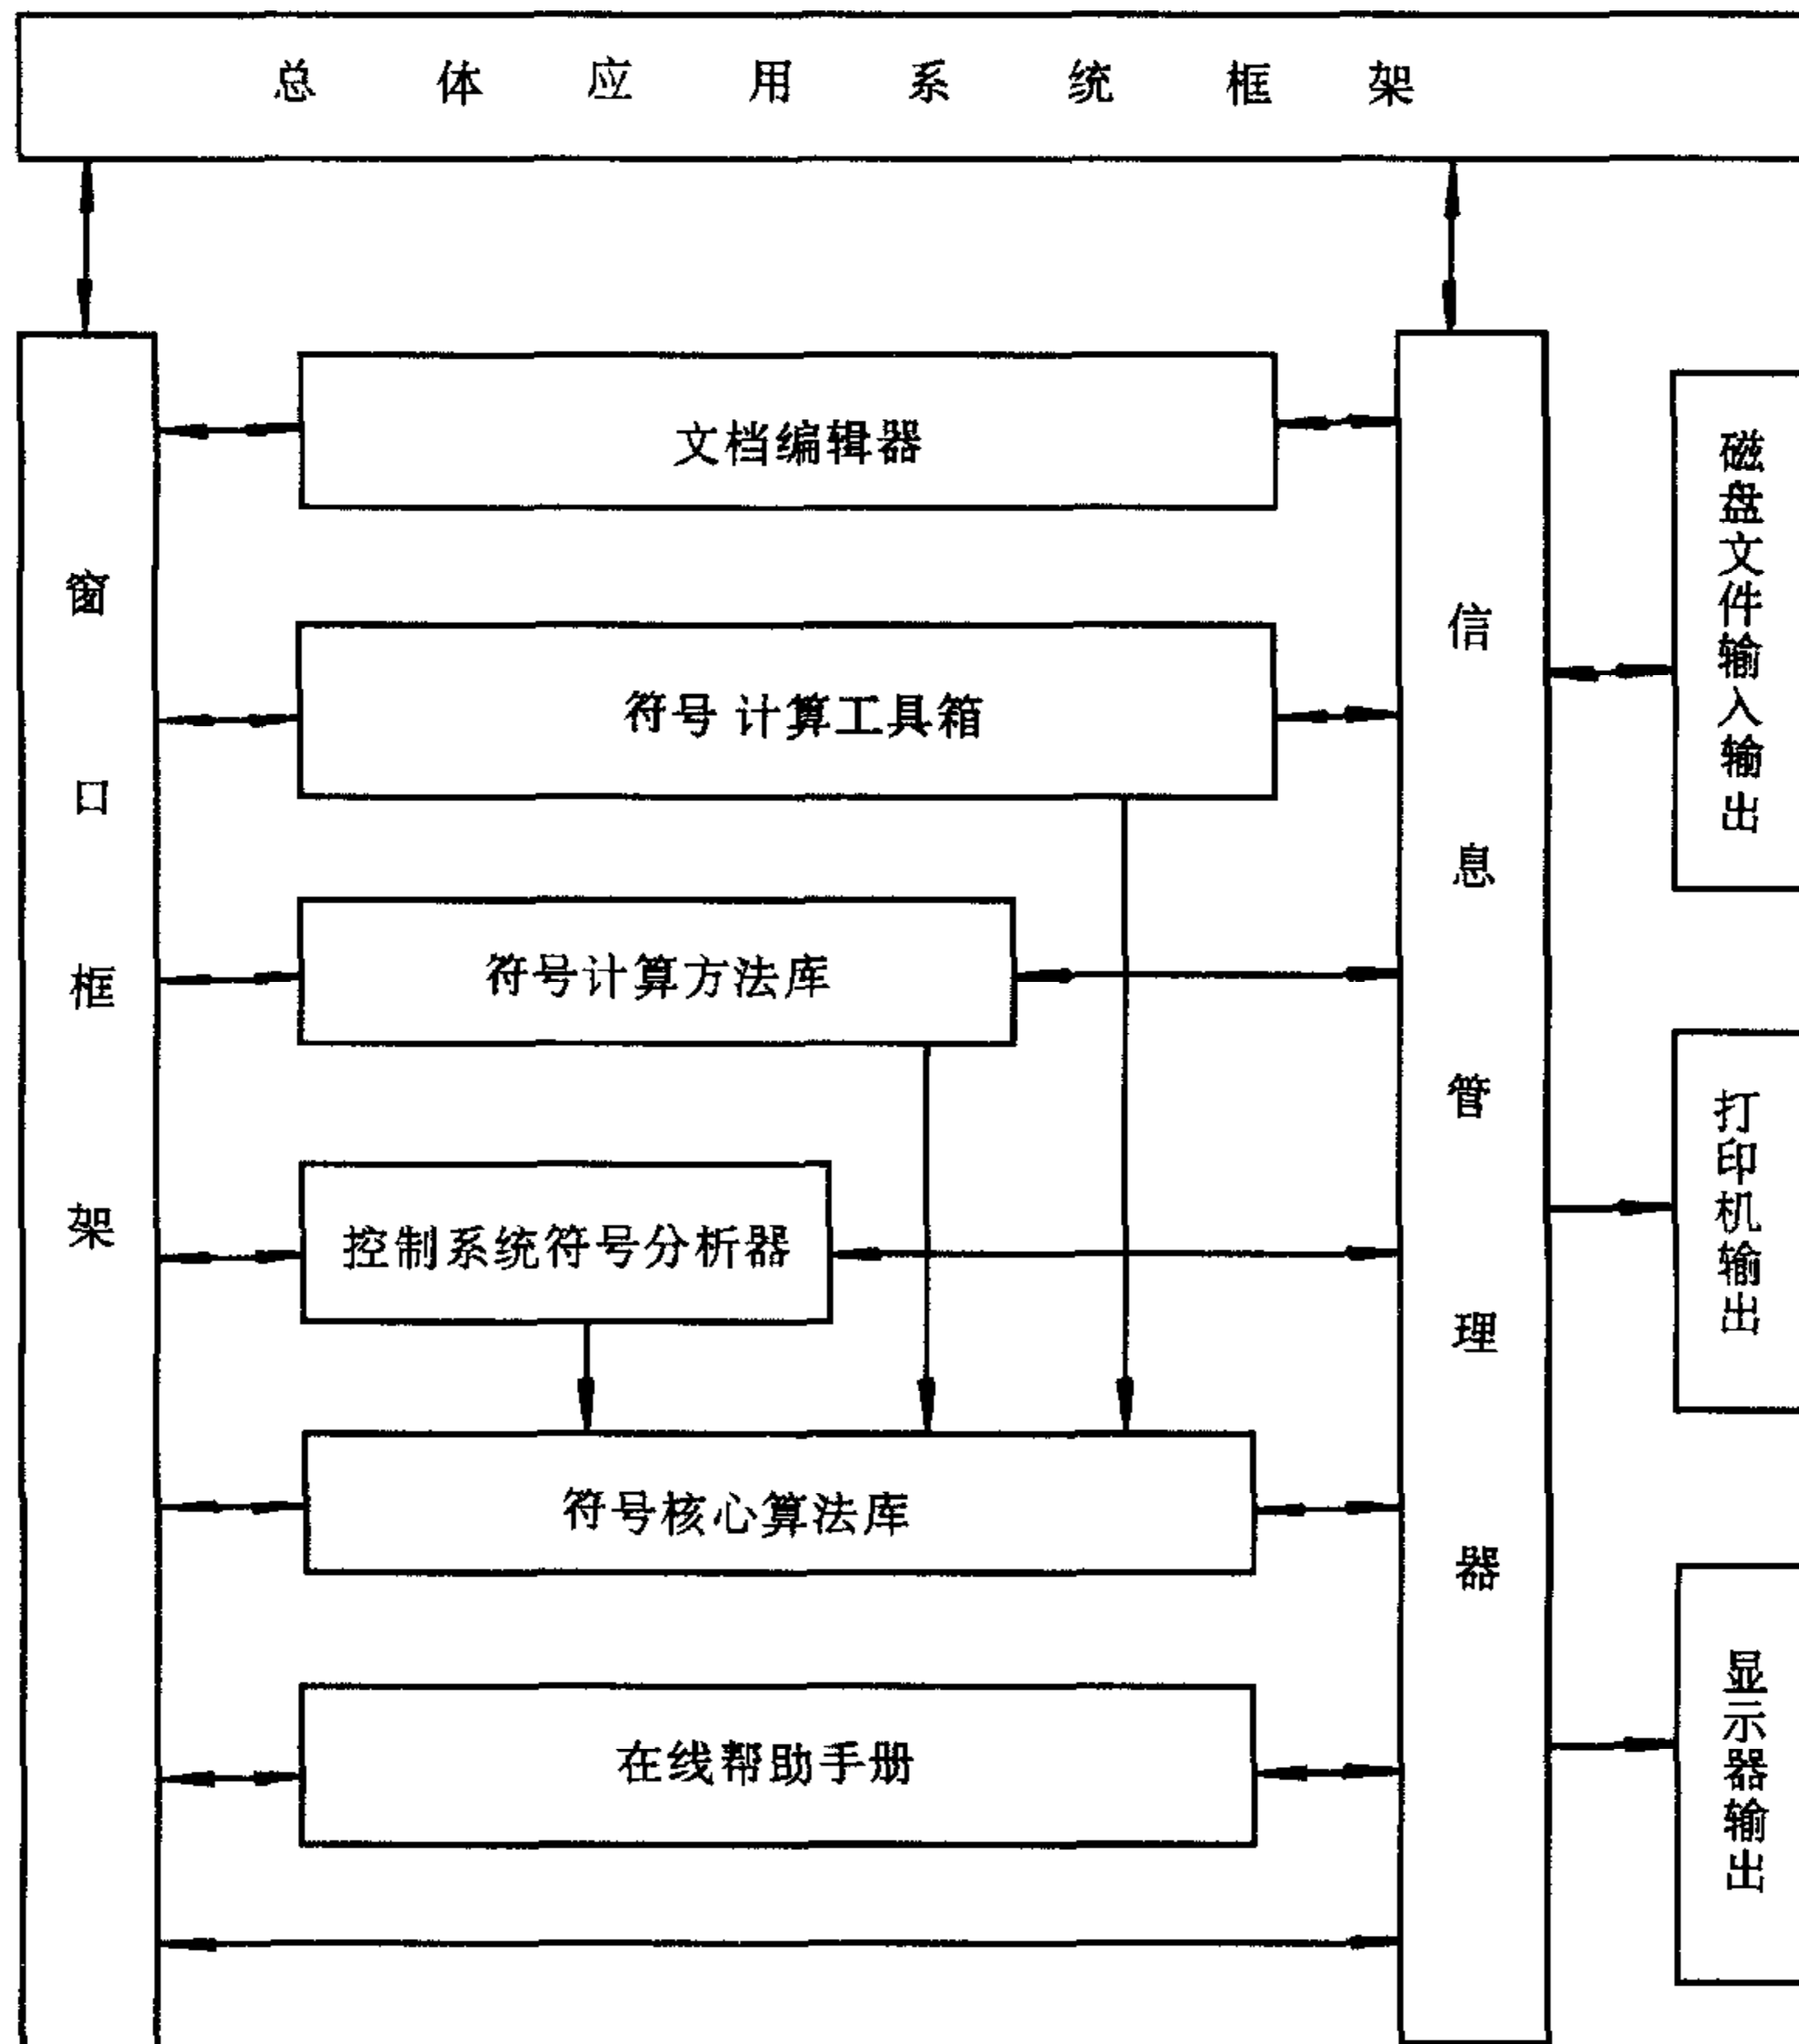 总体应用系统框架
窗口框架
文档编辑器
符号计算工具箱
符号计算方法库
控制系统符号分析器
符号核心算法库
在线帮助手册
信息管理器
磁盘文件输入输出
打印机输出
显示器输出